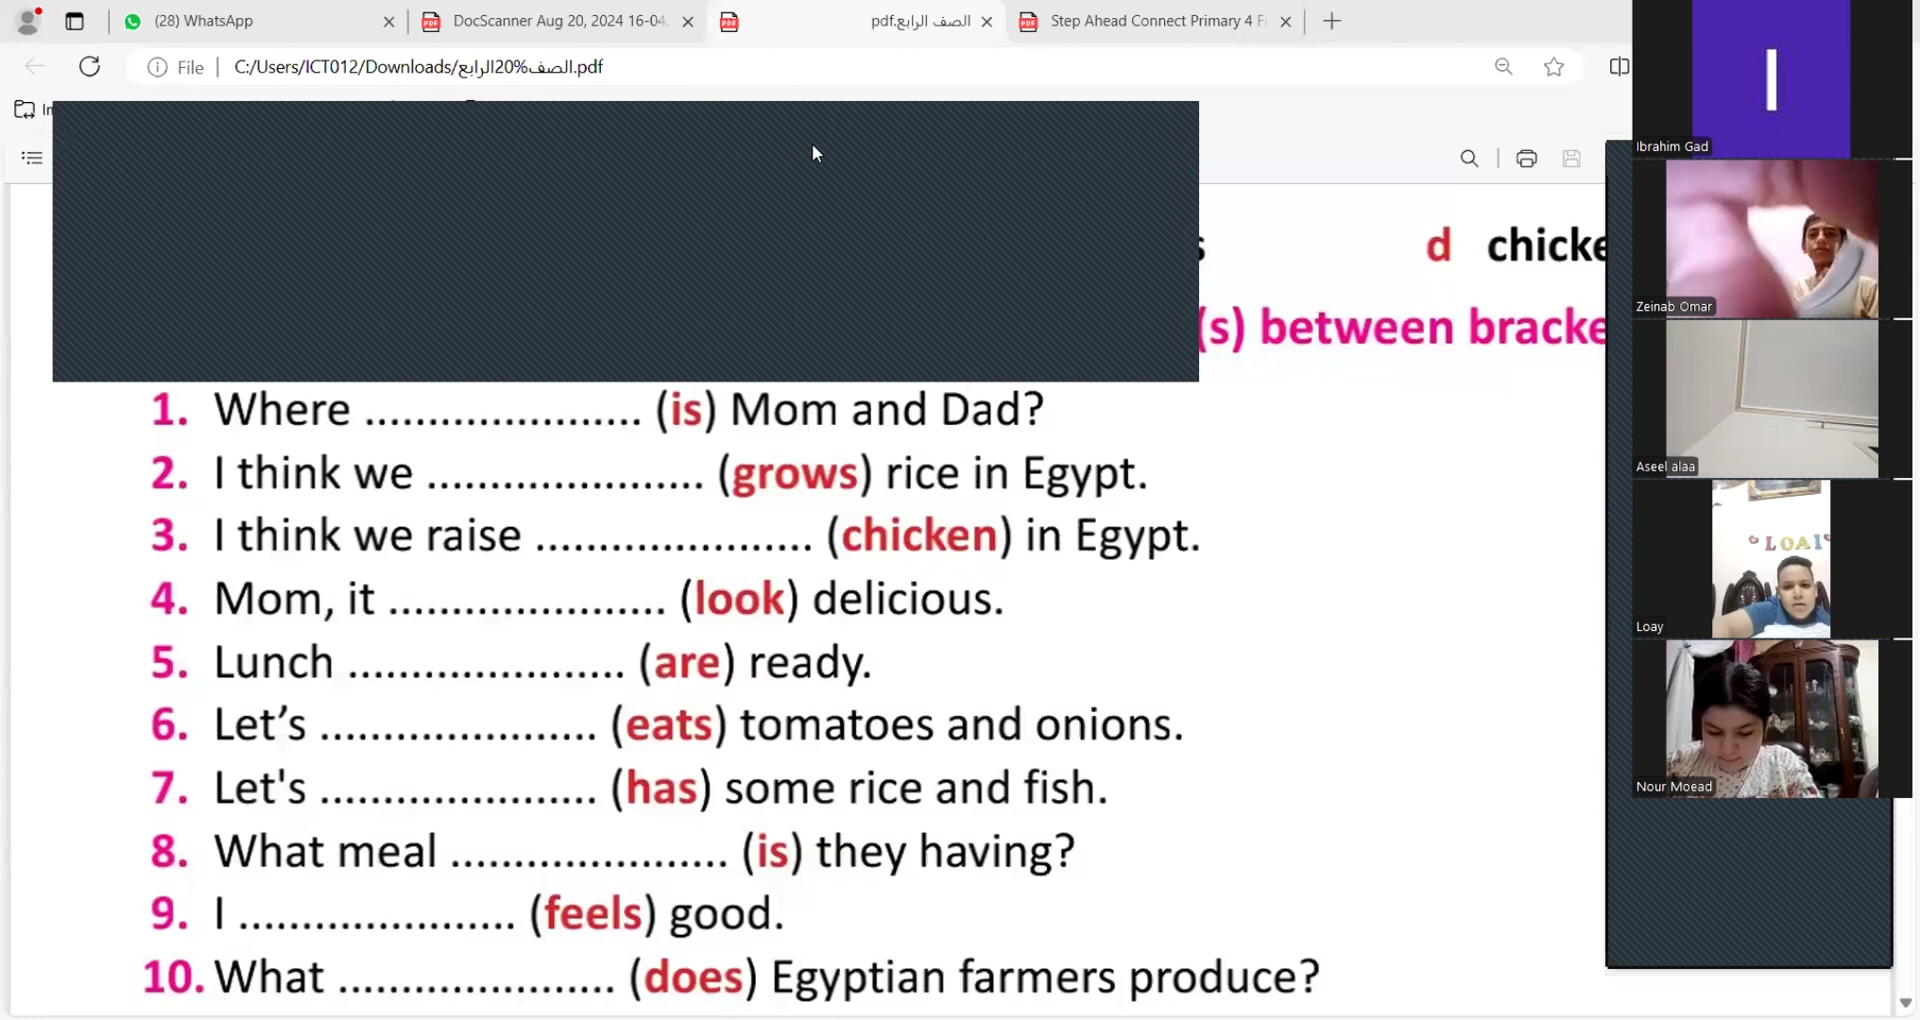 (28) WhatsApp
DocScanner Aug 20, 2024 16-04.
الصف الرابع.pdf
Step Ahead Connect Primary 4 Fi
File
C:/Users/ICT012/Downloads/الصف%20الرابع.pdf
d chicke
(s) between bracke
1. Where ...................... (is) Mom and Dad?
2. I think we ...................... (grows) rice in Egypt.
3. I think we raise ...................... (chicken) in Egypt.
4. Mom, it ...................... (look) delicious.
5. Lunch ...................... (are) ready.
6. Let’s ...................... (eats) tomatoes and onions.
7. Let's ...................... (has) some rice and fish.
8. What meal ...................... (is) they having?
9. I ...................... (feels) good.
10. What ...................... (does) Egyptian farmers produce?
I
Ibrahim Gad
Zeinab Omar
Aseel alaa
LOAI
Loay
Nour Moead